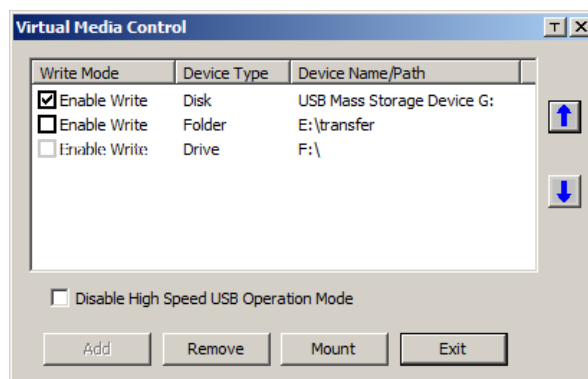 Virtual Media Control
Write Mode Device Type Device Name/Path
Enable Write Disk USB Mass Storage Device G:
Enable Write Folder E:\transfer
Enable Write Drive F:\
Disable High Speed USB Operation Mode
Add Remove Mount Exit